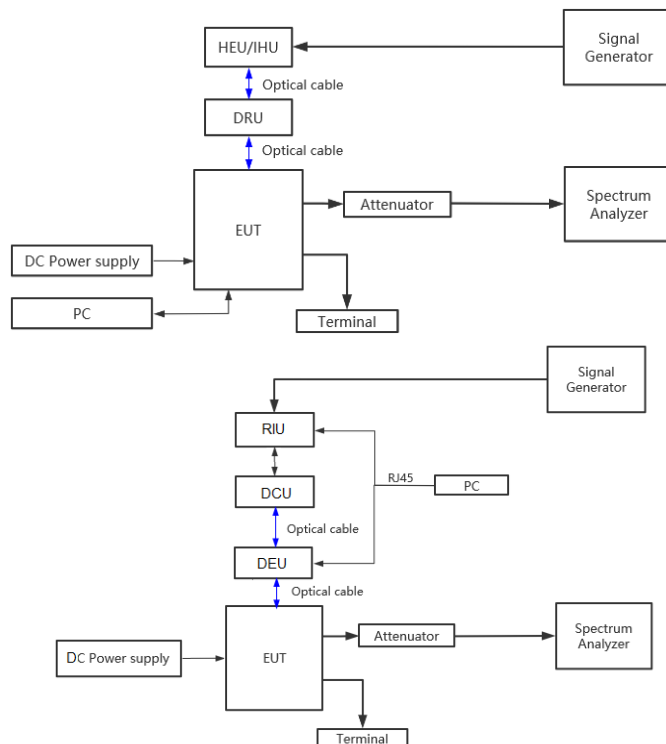 HEU/IHU
Signal
Generator
Optical cable
DRU
Optical cable
EUT
Attenuator
Spectrum
Analyzer
DC Power supply
PC
Terminal
Signal
Generator
RIU
RJ45
PC
DCU
Optical cable
DEU
Optical cable
EUT
Attenuator
Spectrum
Analyzer
DC Power supply
Terminal